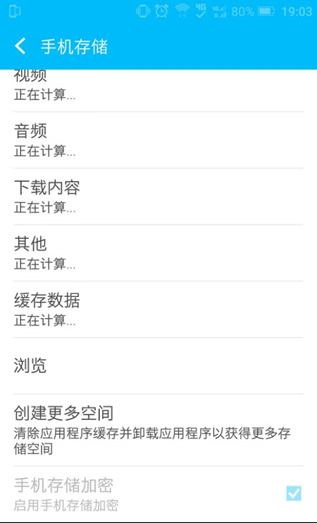 80% 19:03
手机存储
视频
正在计算...
音频
正在计算...
下载内容
正在计算...
其他
正在计算...
缓存数据
正在计算...
浏览
创建更多空间
清除应用程序缓存并卸载应用程序以获得更多存
储空间
手机存储加密
启用手机存储加密